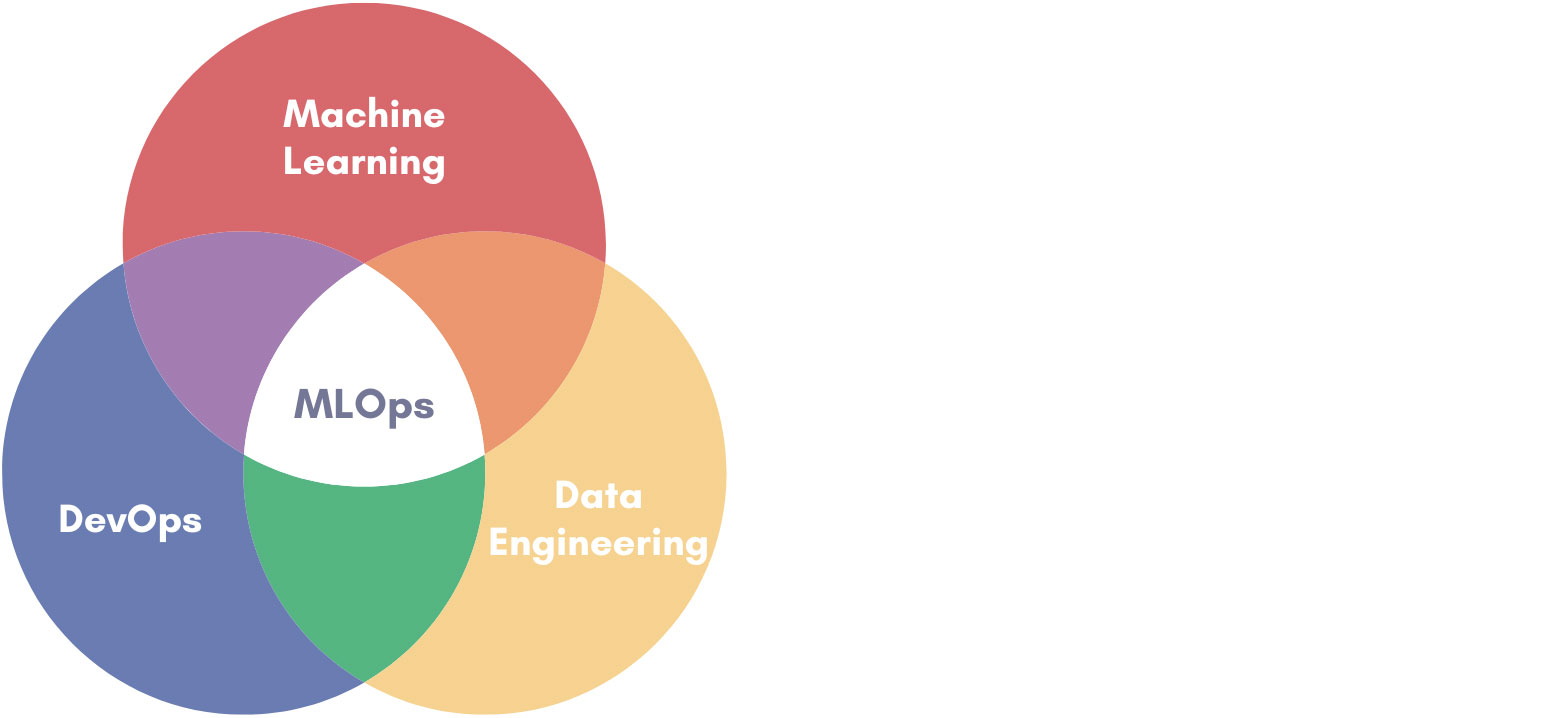 Machine
Learning
MLOps
DevOps
Data
Engineering